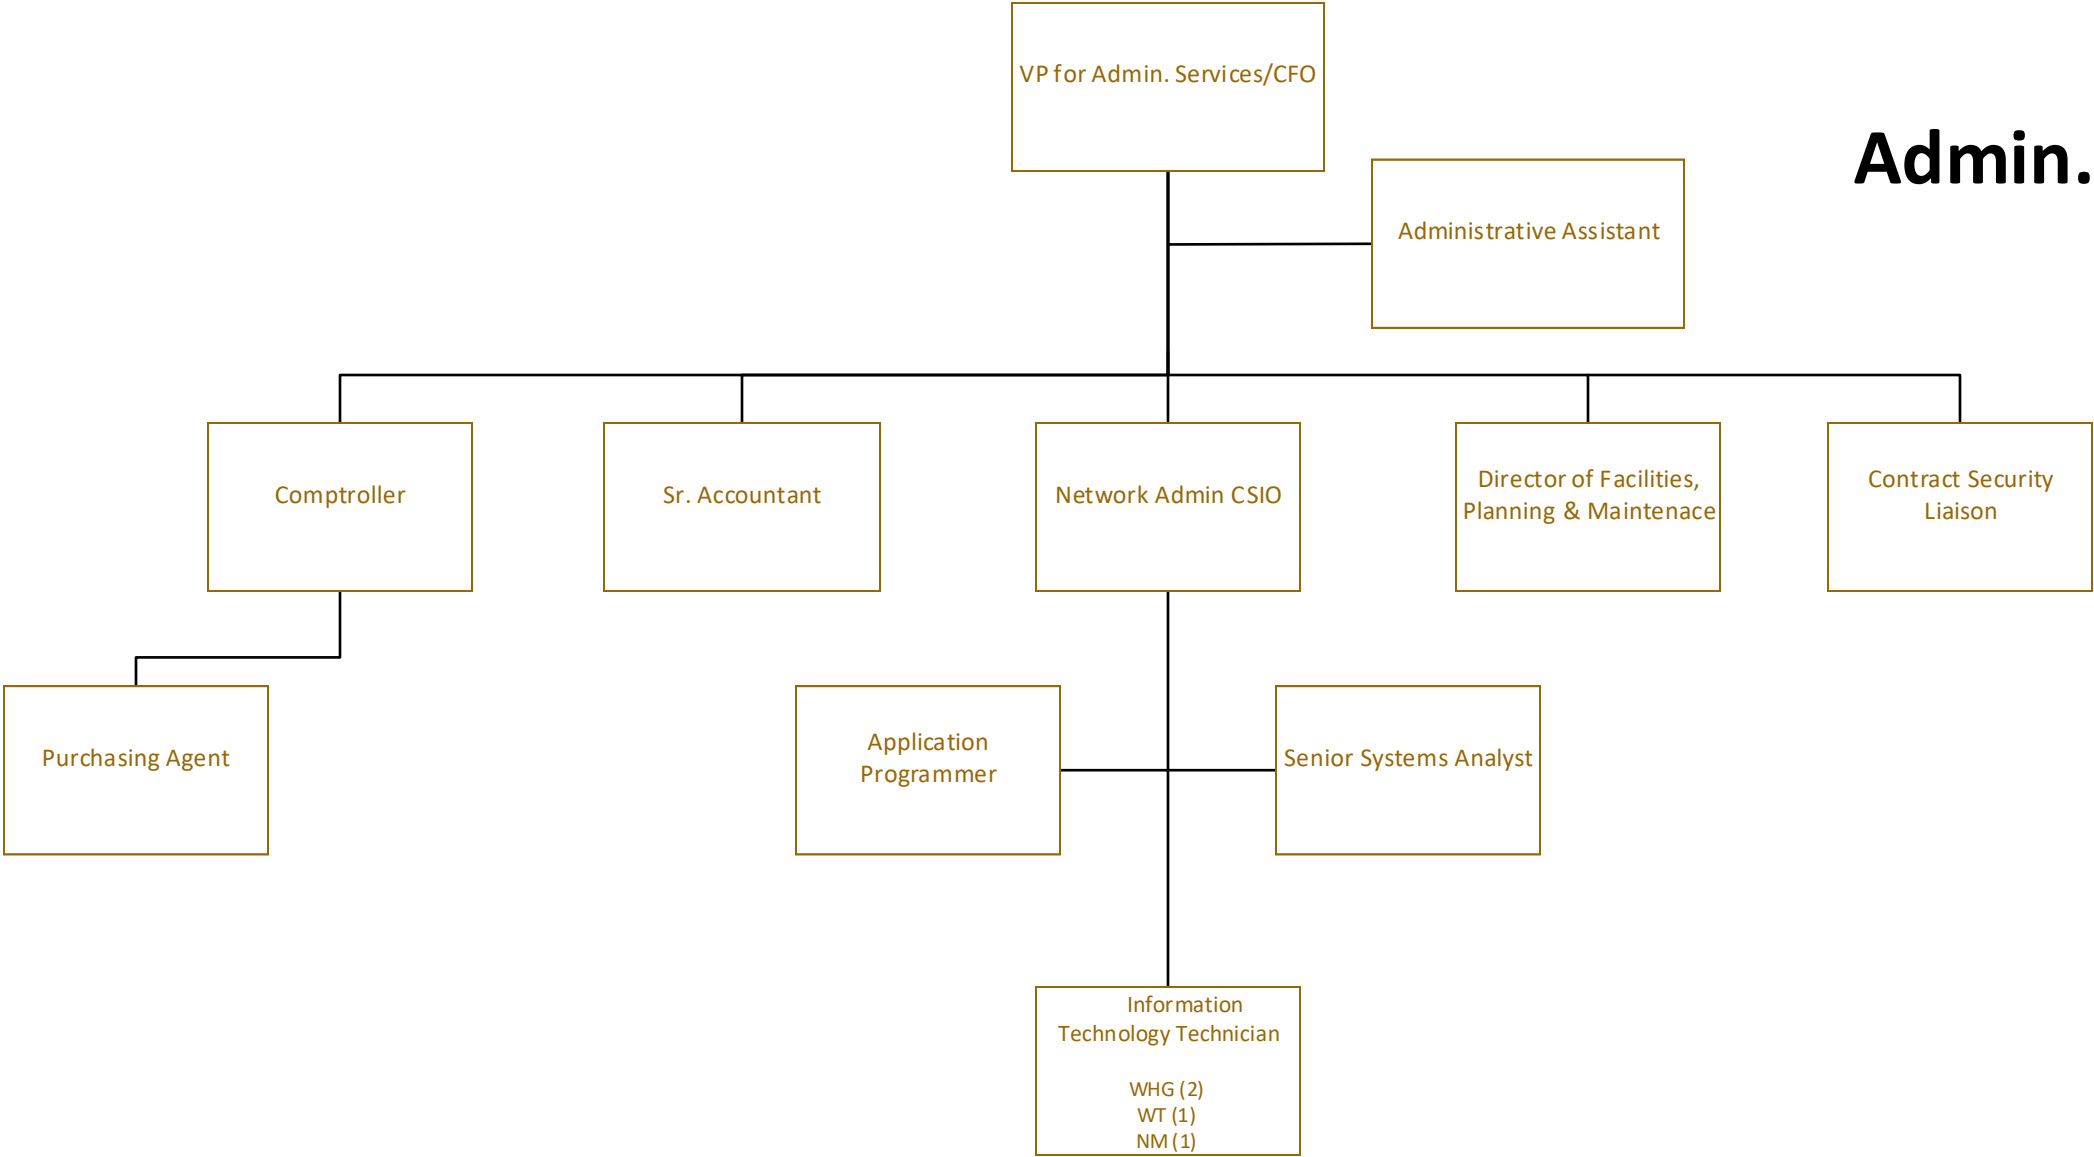 VP for Admin. Services/CFO
Admin.
Administrative Assistant
Comptroller
Sr. Accountant
Network Admin CSIO
Director of Facilities,
Planning & Maintenace
Contract Security
Liaison
Purchasing Agent
Application
Programmer
Senior Systems Analyst
Information
Technology Technician
WHG (2)
WT (1)
NM (1)